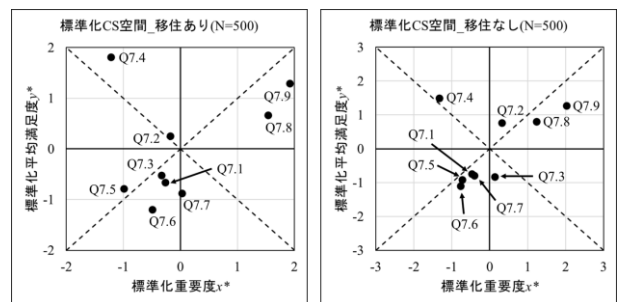 標準化CS空間_移住あり(N=500)
2
1
0
-1
-2
-2
-1
0
1
2
Q7.4
Q7.9
Q7.8
Q7.2
Q7.3
Q7.1
Q7.5
Q7.7
Q7.6
標準化平均満足度y*
標準化重要度x*
標準化CS空間_移住なし(N=500)
3
2
1
0
-1
-2
-3
-3
-2
-1
0
1
2
3
Q7.4
Q7.2
Q7.9
Q7.8
Q7.1
Q7.5
Q7.3
Q7.7
Q7.6
標準化平均満足度y*
標準化重要度x*